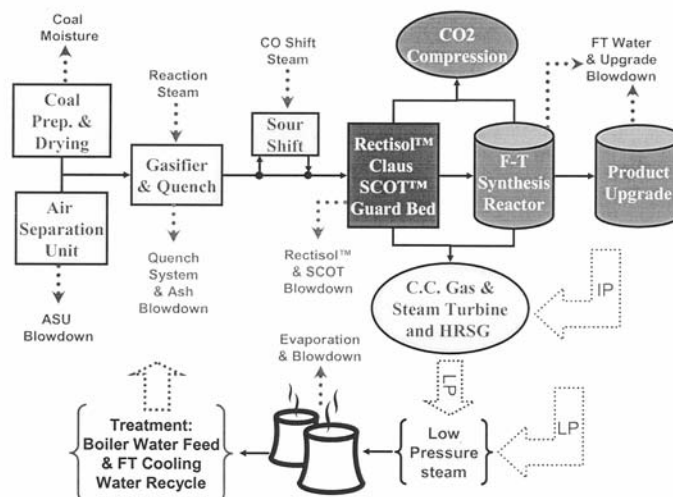 Coal
Moisture
Reaction
Steam
CO Shift
Steam
CO2
Compression
FT Water
& Upgrade
Blowdown
Coal
Prep. &
Drying
Gasifier
& Quench
Sour
Shift
Rectisol™
Claus
SCOT™
Guard Bed
F-T
Synthesis
Reactor
Product
Upgrade
Air
Separation
Unit
ASU
Blowdown
Quench
System
& Ash
Blowdown
Rectisol™
& SCOT
Blowdown
C.C. Gas &
Steam Turbine
and HRSG
IP
Evaporation
& Blowdown
LP
LP
Treatment:
Boiler Water Feed
& FT Cooling
Water Recycle
Low
Pressure
steam